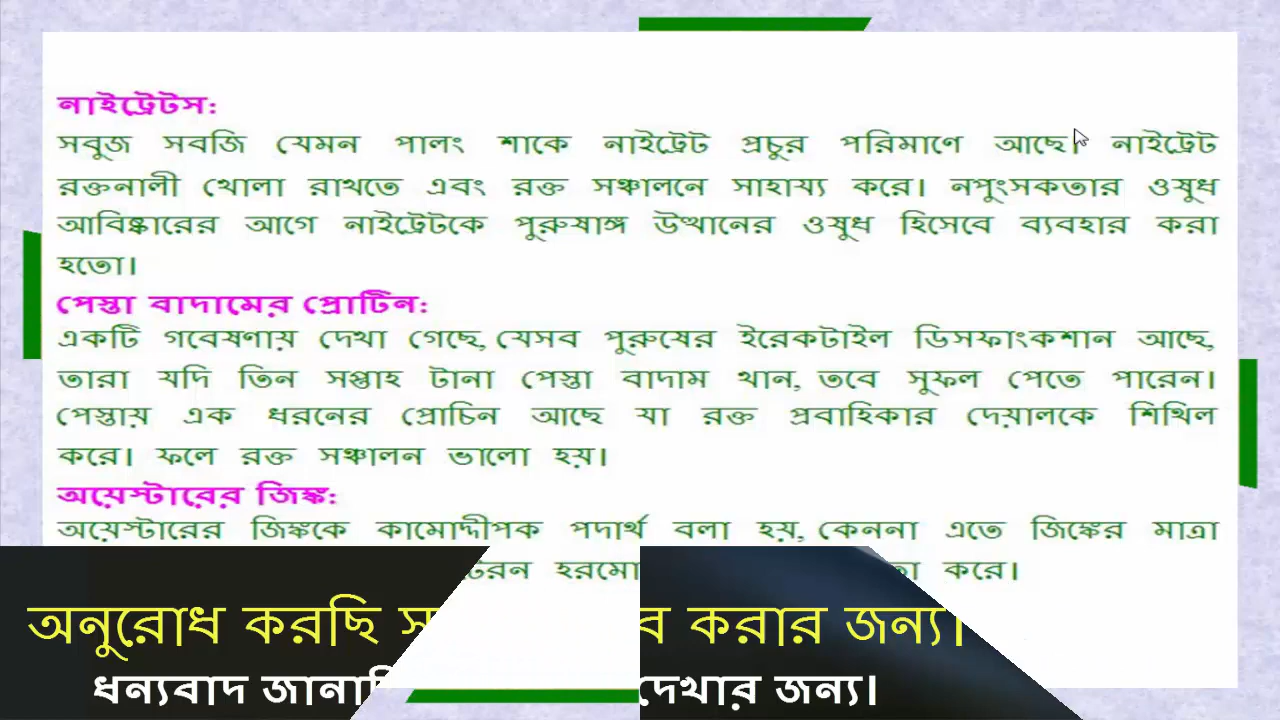 নাইট্রেটস:
সবুজ সবজি যেমন পালং শাকে নাইট্রেট প্রচুর পরিমাণে আছে। নাইট্রেট
রক্তনালী খোলা রাখতে এবং রক্ত সঞ্চালনে সাহায্য করে। নপুংসকতার ওষুধ
আবিষ্কারের আগে নাইট্রেটকে পুরুষাঙ্গ উত্থানের ওষুধ হিসেবে ব্যবহার করা
হতো।
পেস্তা বাদামের প্রোটিন:
একটি গবেষণায় দেখা গেছে, যেসব পুরুষের ইরেকটাইল ডিসফাংকশান আছে,
তারা যদি তিন সপ্তাহ টানা পেস্তা বাদাম খান, তবে সুফল পেতে পারেন।
পেস্তায় এক ধরনের প্রোচিন আছে যা রক্ত প্রবাহিকার দেয়ালকে শিথিল
করে। ফলে রক্ত সঞ্চালন ভালো হয়।
অয়েস্টারের জিঙ্ক:
অয়েস্টারের জিঙ্ককে কামোদ্দীপক পদার্থ বলা হয়, কেননা এতে জিঙ্কের মাত্রা
করে।
অনুরোধ করছি করার জন্য।
ধন্যবাদ দেখার জন্য।